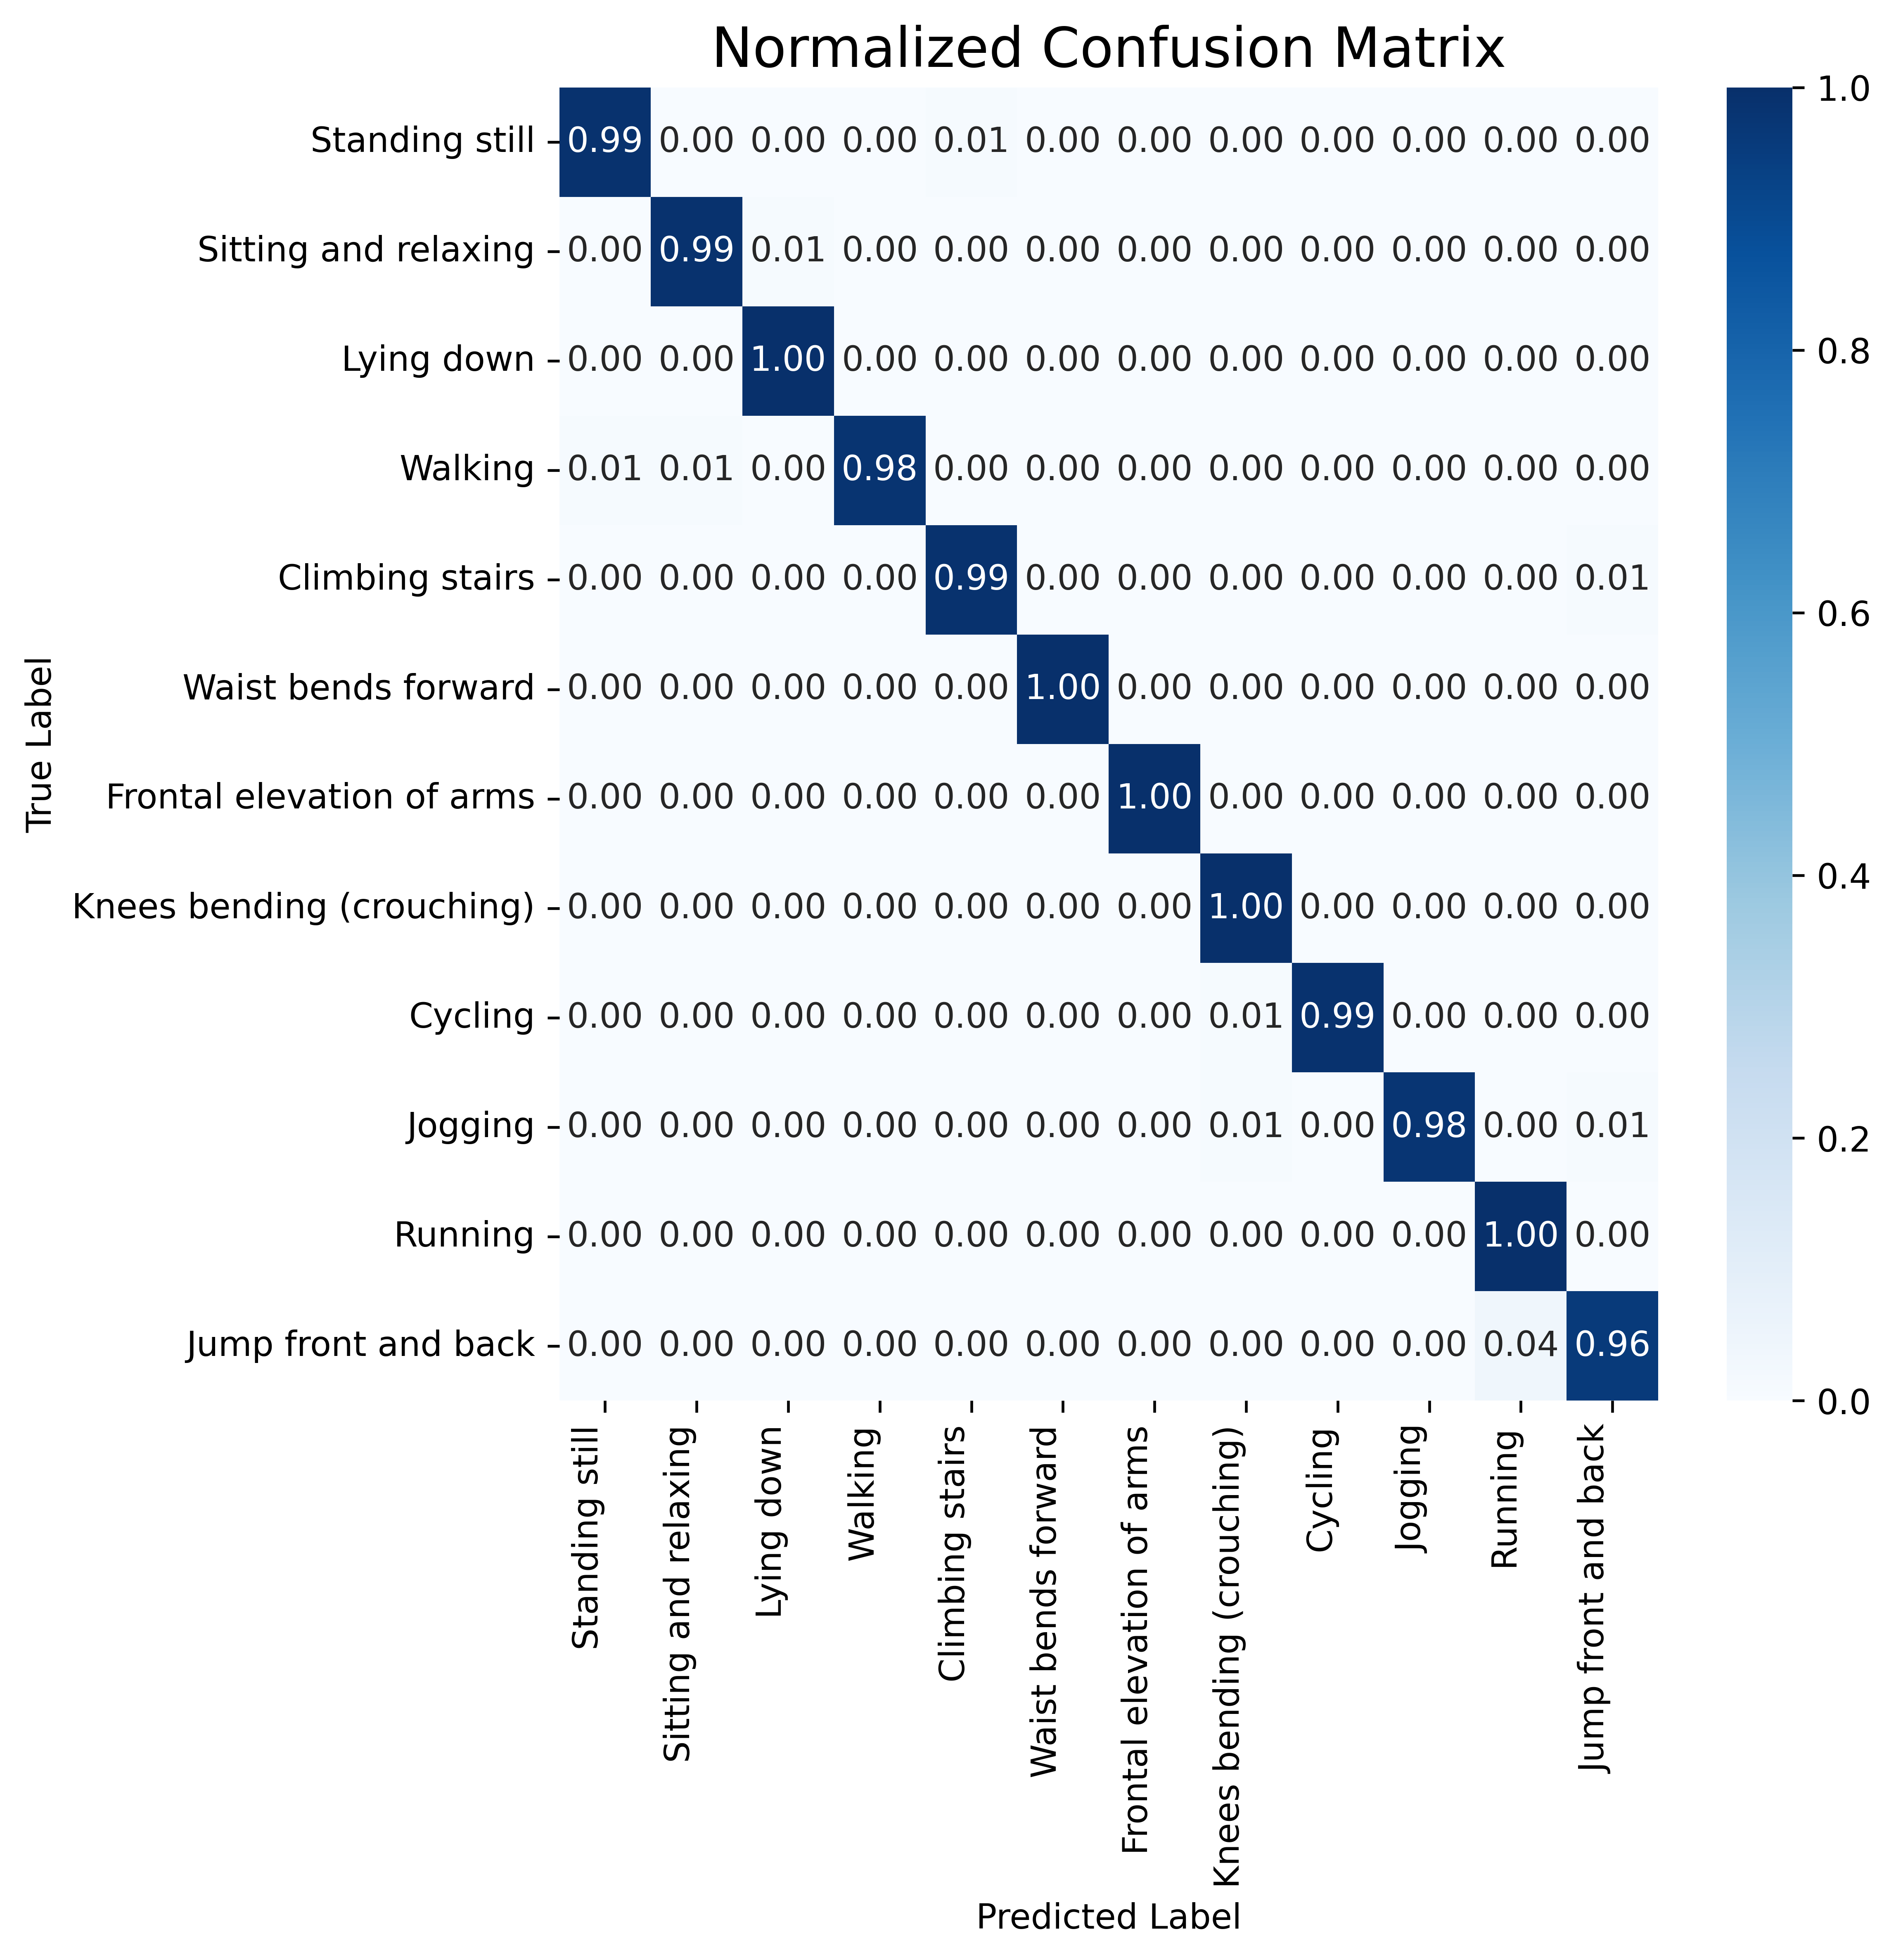 Normalized Confusion Matrix
Standing still 0.99 0.00 0.00 0.00 0.01 0.00 0.00 0.00 0.00 0.00 0.00 0.00
Sitting and relaxing 0.00 0.99 0.01 0.00 0.00 0.00 0.00 0.00 0.00 0.00 0.00 0.00
Lying down 0.00 0.00 1.00 0.00 0.00 0.00 0.00 0.00 0.00 0.00 0.00 0.00
Walking 0.01 0.01 0.00 0.98 0.00 0.00 0.00 0.00 0.00 0.00 0.00 0.00
Climbing stairs 0.00 0.00 0.00 0.00 0.99 0.00 0.00 0.00 0.00 0.00 0.00 0.01
Waist bends forward 0.00 0.00 0.00 0.00 0.00 1.00 0.00 0.00 0.00 0.00 0.00 0.00
Frontal elevation of arms 0.00 0.00 0.00 0.00 0.00 0.00 1.00 0.00 0.00 0.00 0.00 0.00
Knees bending (crouching) 0.00 0.00 0.00 0.00 0.00 0.00 0.00 1.00 0.00 0.00 0.00 0.00
Cycling 0.00 0.00 0.00 0.00 0.00 0.00 0.00 0.01 0.99 0.00 0.00 0.00
Jogging 0.00 0.00 0.00 0.00 0.00 0.00 0.00 0.01 0.00 0.98 0.00 0.01
Running 0.00 0.00 0.00 0.00 0.00 0.00 0.00 0.00 0.00 0.00 1.00 0.00
Jump front and back 0.00 0.00 0.00 0.00 0.00 0.00 0.00 0.00 0.00 0.00 0.04 0.96
True Label
Standing still
Sitting and relaxing
Lying down
Walking
Climbing stairs
Waist bends forward
Frontal elevation of arms
Knees bending (crouching)
Cycling
Jogging
Running
Jump front and back
Predicted Label
1.0
0.8
0.6
0.4
0.2
0.0